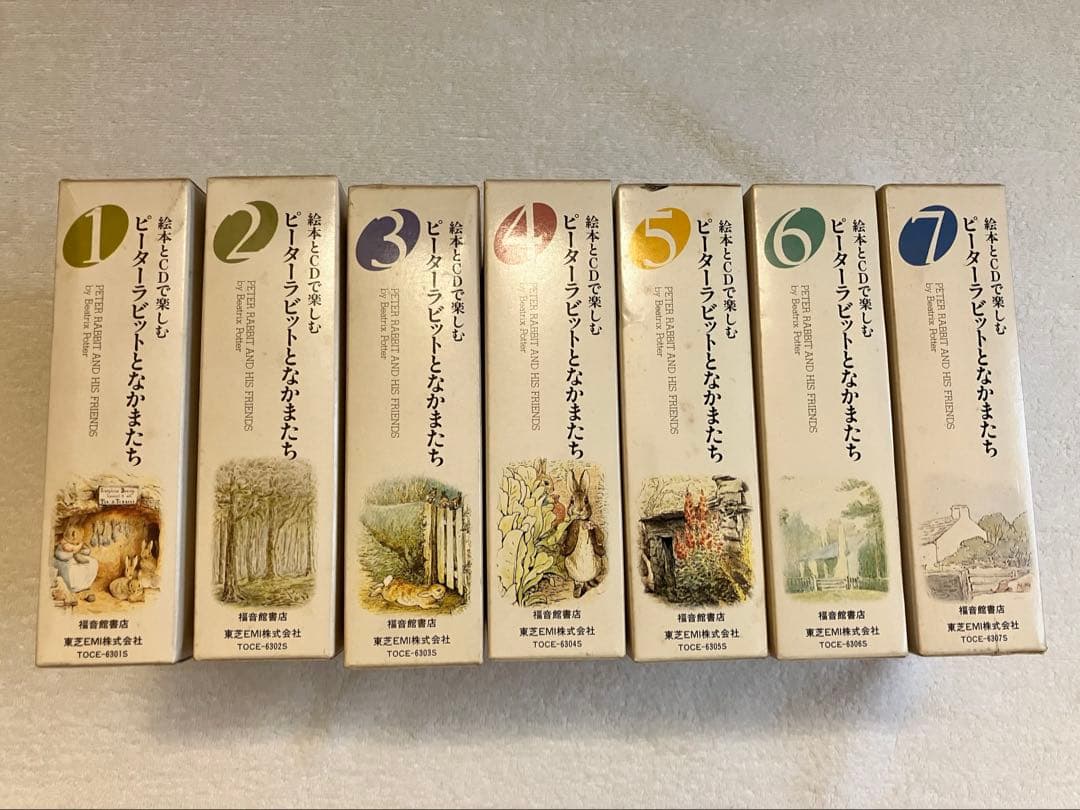 1
絵本とCDで楽しむ
ピーターラビットとなかまたち
PETER RABBIT AND HIS FRIENDS
by Beatrix Potter
福音館書店
東芝EMI株式会社
TOCE-6301S
2
絵本とCDで楽しむ
ピーターラビットとなかまたち
PETER RABBIT AND HIS FRIENDS
by Beatrix Potter
福音館書店
東芝EMI株式会社
TOCE-6302S
3
絵本とCDで楽しむ
ピーターラビットとなかまたち
PETER RABBIT AND HIS FRIENDS
by Beatrix Potter
福音館書店
東芝EMI株式会社
TOCE-6303S
4
絵本とCDで楽しむ
ピーターラビットとなかまたち
PETER RABBIT AND HIS FRIENDS
by Beatrix Potter
福音館書店
東芝EMI株式会社
TOCE-6304S
5
絵本とCDで楽しむ
ピーターラビットとなかまたち
PETER RABBIT AND HIS FRIENDS
by Beatrix Potter
福音館書店
東芝EMI株式会社
TOCE-6305S
6
絵本とCDで楽しむ
ピーターラビットとなかまたち
PETER RABBIT AND HIS FRIENDS
by Beatrix Potter
福音館書店
東芝EMI株式会社
TOCE-6306S
7
絵本とCDで楽しむ
ピーターラビットとなかまたち
PETER RABBIT AND HIS FRIENDS
by Beatrix Potter
福音館書店
東芝EMI株式会社
TOCE-6307S